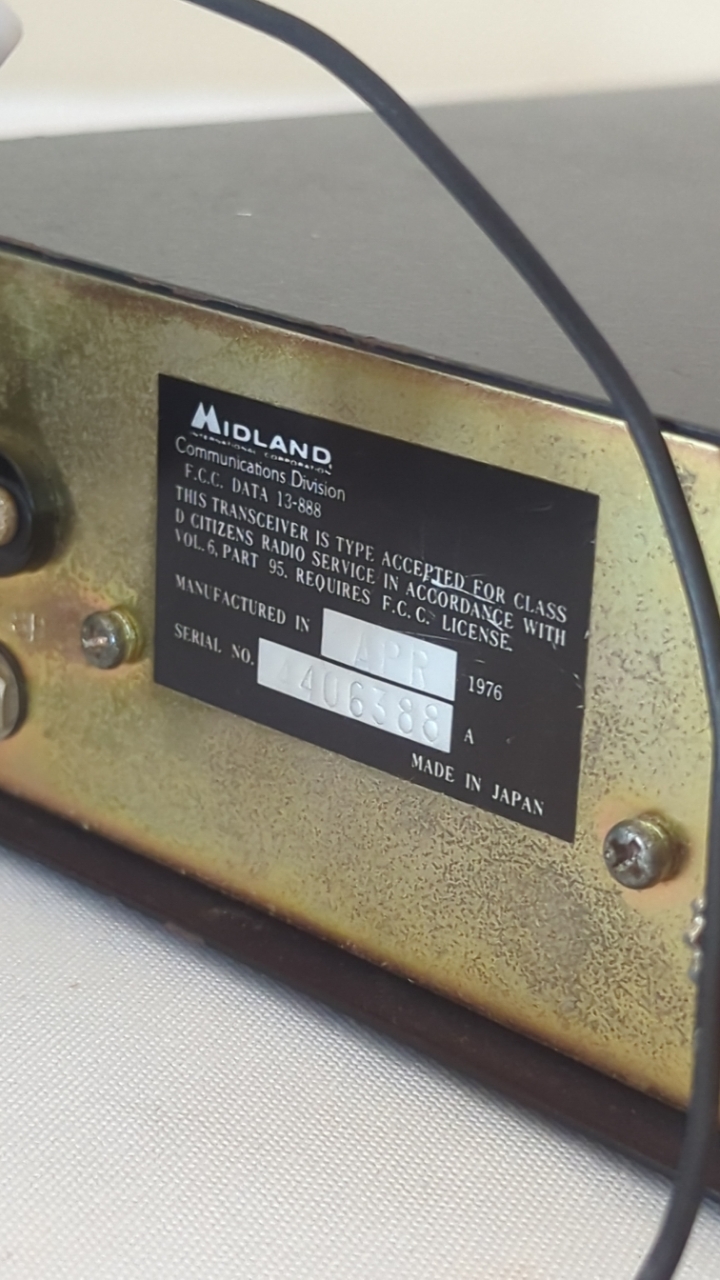 MIDLAND
INTERNATIONAL CORPORATION
Communications Division
F.C.C. DATA 13-888
THIS TRANSCEIVER IS TYPE ACCEPTED FOR CLASS
D CITIZENS RADIO SERVICE IN ACCORDANCE WITH
VOL. 6, PART 95. REQUIRES F.C.C. LICENSE.
MANUFACTURED IN APR 1976
SERIAL NO. 4406388 A
MADE IN JAPAN